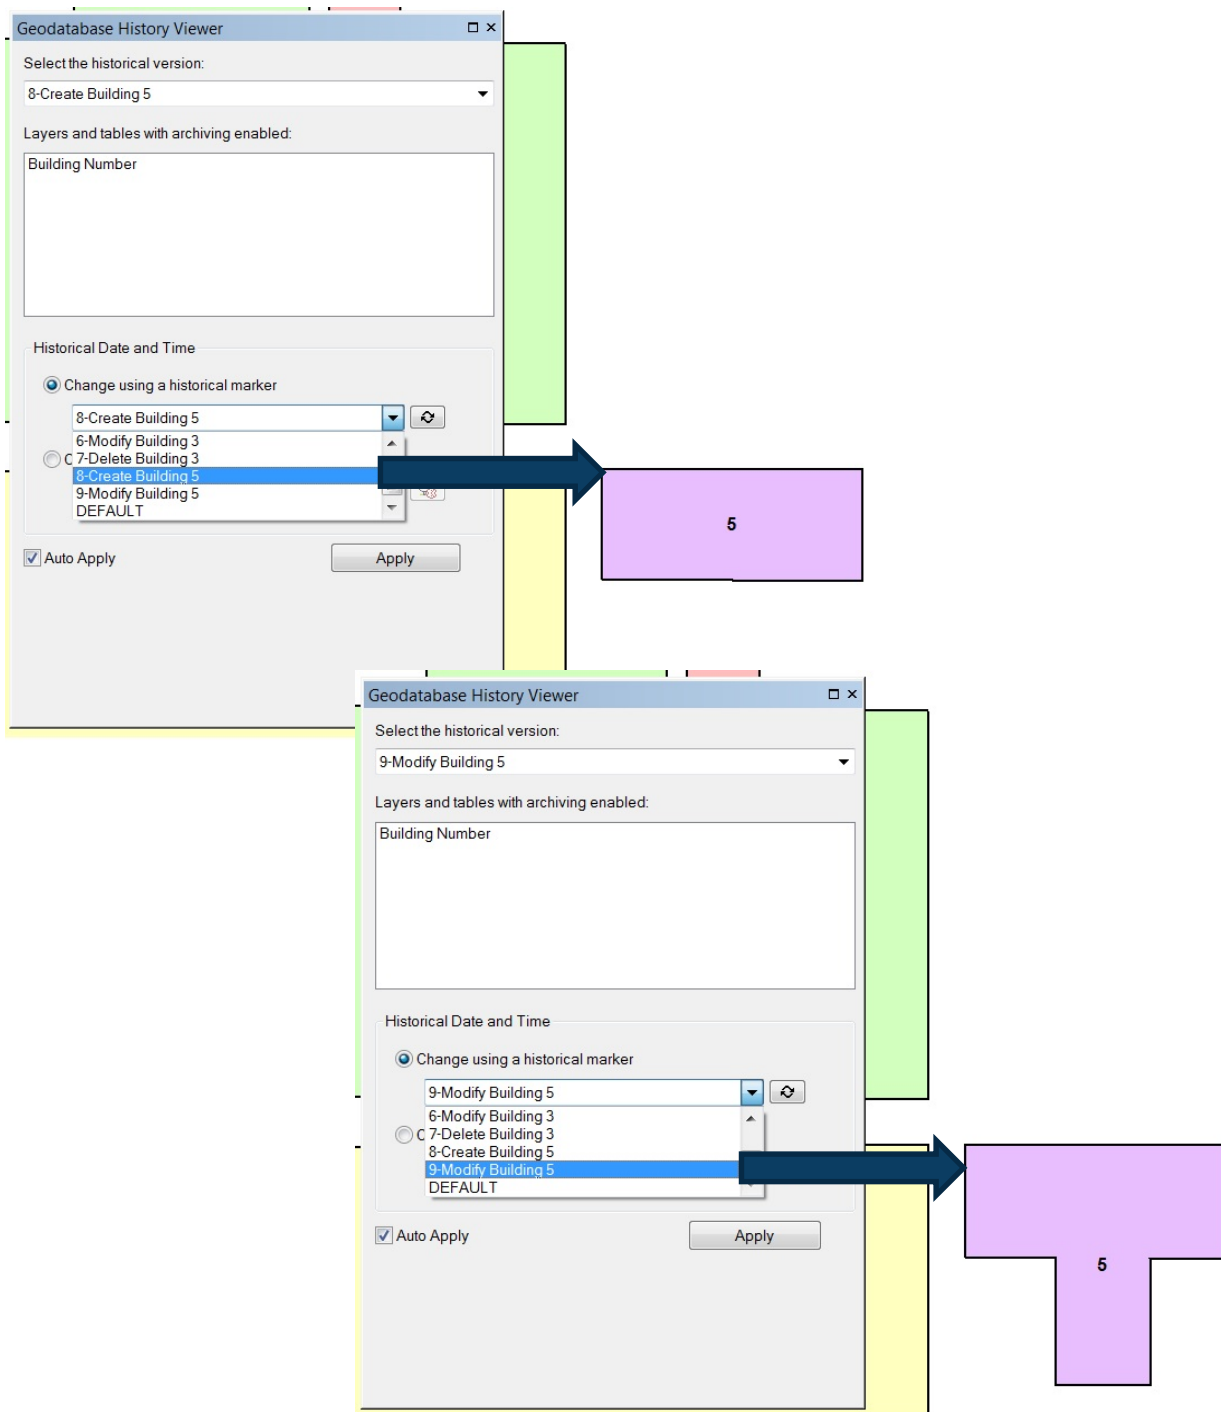 Geodatabase History Viewer
Select the historical version:
8-Create Building 5
Layers and tables with archiving enabled:
Building Number
Historical Date and Time
Change using a historical marker
8-Create Building 5
6-Modify Building 3
C 7-Delete Building 3
8-Create Building 5
9-Modify Building 5
DEFAULT
Auto Apply
Apply
5
Geodatabase History Viewer
Select the historical version:
9-Modify Building 5
Layers and tables with archiving enabled:
Building Number
Historical Date and Time
Change using a historical marker
9-Modify Building 5
6-Modify Building 3
C 7-Delete Building 3
8-Create Building 5
9-Modify Building 5
DEFAULT
Auto Apply
Apply
5